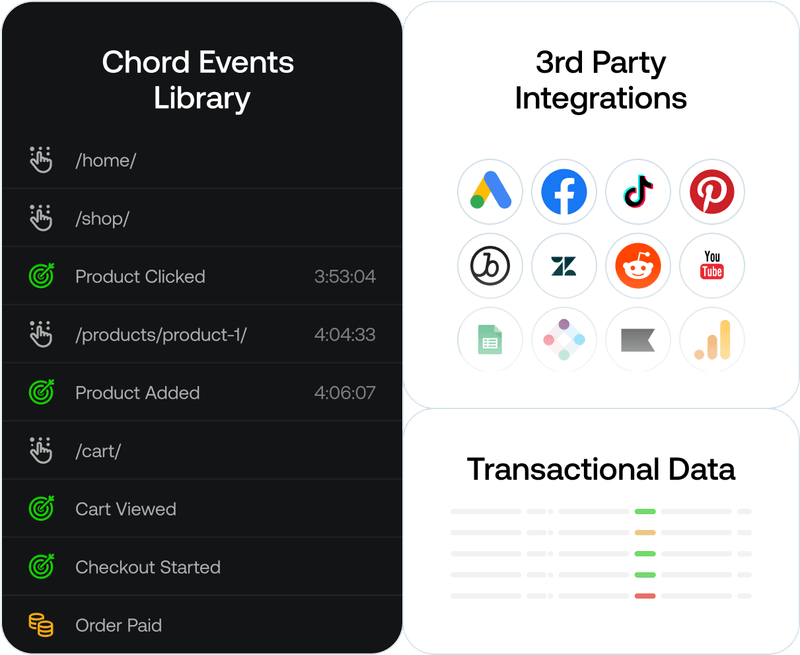 Chord Events
Library
/home/
/shop/
Product Clicked 3:53:04
/products/product-1/ 4:04:33
Product Added 4:06:07
/cart/
Cart Viewed
Checkout Started
Order Paid
3rd Party
Integrations
You
Tube
Transactional Data